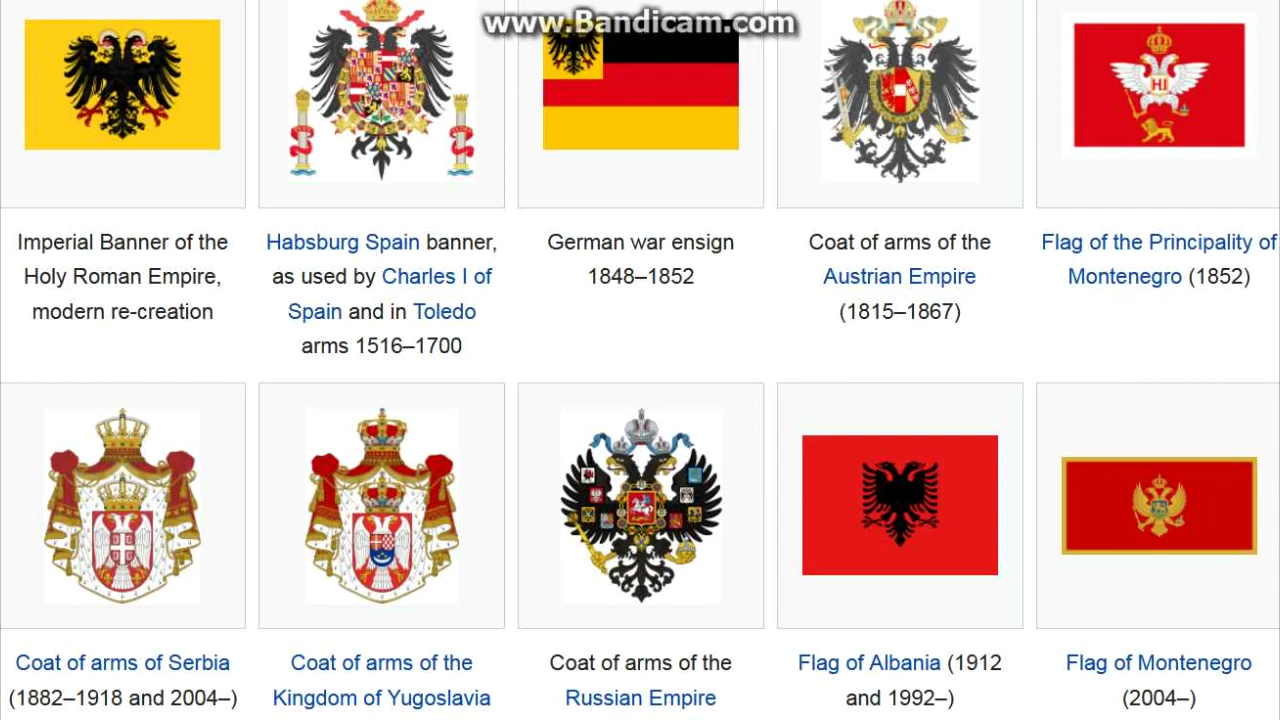 www.Bandicam.com
HI
Imperial Banner of the
Holy Roman Empire,
modern re-creation
Habsburg Spain banner,
as used by Charles I of
Spain and in Toledo
arms 1516–1700
German war ensign
1848–1852
Coat of arms of the
Austrian Empire
(1815–1867)
Flag of the Principality of
Montenegro (1852)
Coat of arms of Serbia
(1882–1918 and 2004–)
Coat of arms of the
Kingdom of Yugoslavia
Coat of arms of the
Russian Empire
Flag of Albania (1912
and 1992–)
Flag of Montenegro
(2004–)